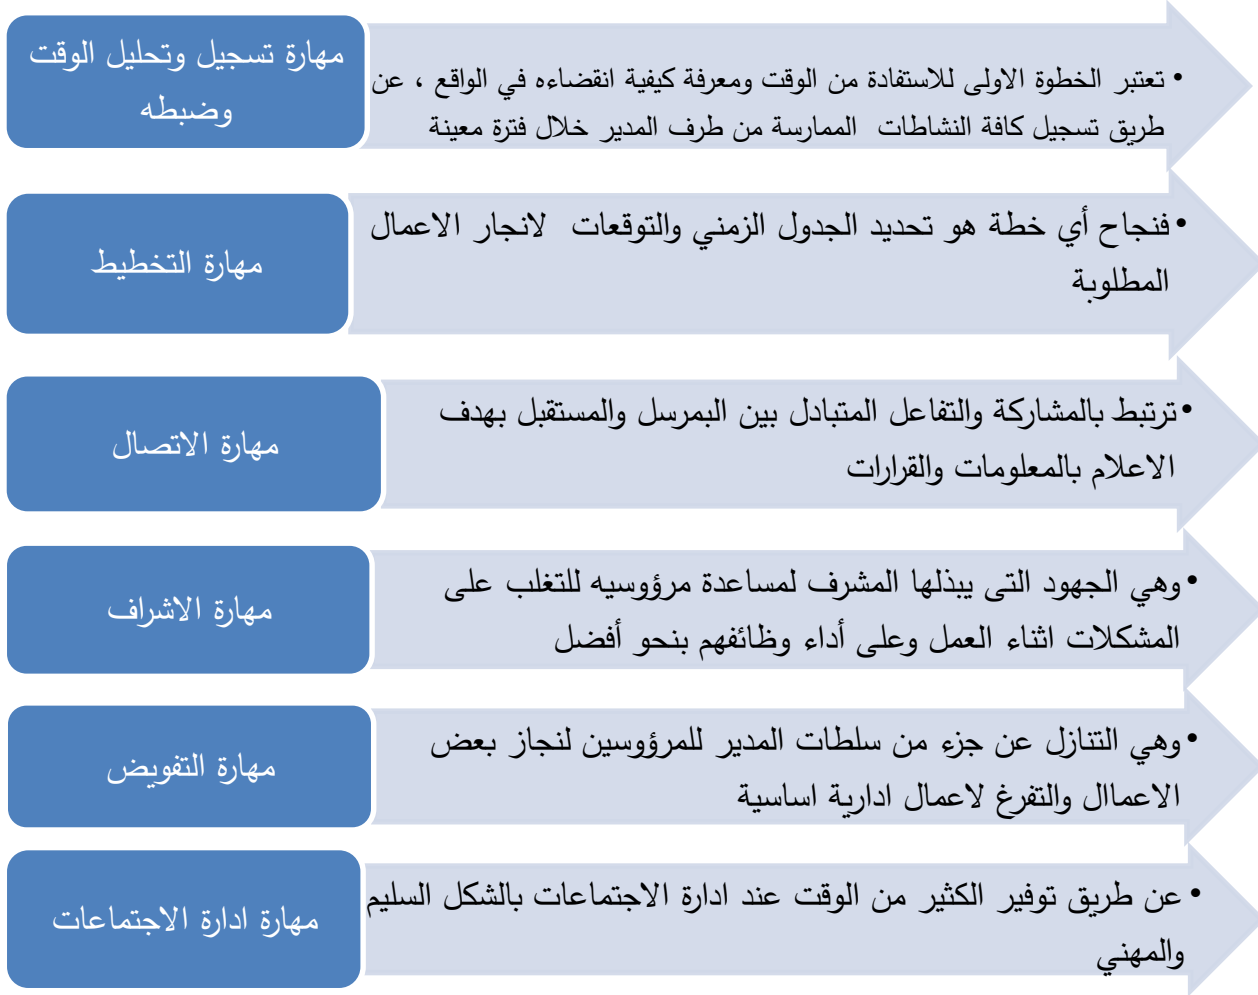 مهارة تسجيل وتحليل الوقت
وضبطه
• تعتبر الخطوة الاولى للاستفادة من الوقت ومعرفة كيفية انقضاءه في الواقع ، عن
طريق تسجيل كافة النشاطات الممارسة من طرف المدير خلال فترة معينة
مهارة التخطيط
•فنجاح أي خطة هو تحديد الجدول الزمني والتوقعات لانجار الاعمال
المطلوبة
مهارة الاتصال
•ترتبط بالمشاركة والتفاعل المتبادل بين البمرسل والمستقبل بهدف
الاعلام بالمعلومات والقرارات
مهارة الاشراف
•وهي الجهود التى يبذلها المشرف لمساعدة مرؤوسيه للتغلب على
المشكلات اثناء العمل وعلى أداء وظائفهم بنحو أفضل
مهارة التفويض
•وهي التنازل عن جزء من سلطات المدير للمرؤوسين لنجاز بعض
الاعماال والتفرغ لاعمال ادارية اساسية
مهارة ادارة الاجتماعات
•عن طريق توفير الكثير من الوقت عند ادارة الاجتماعات بالشكل السليم
والمهني